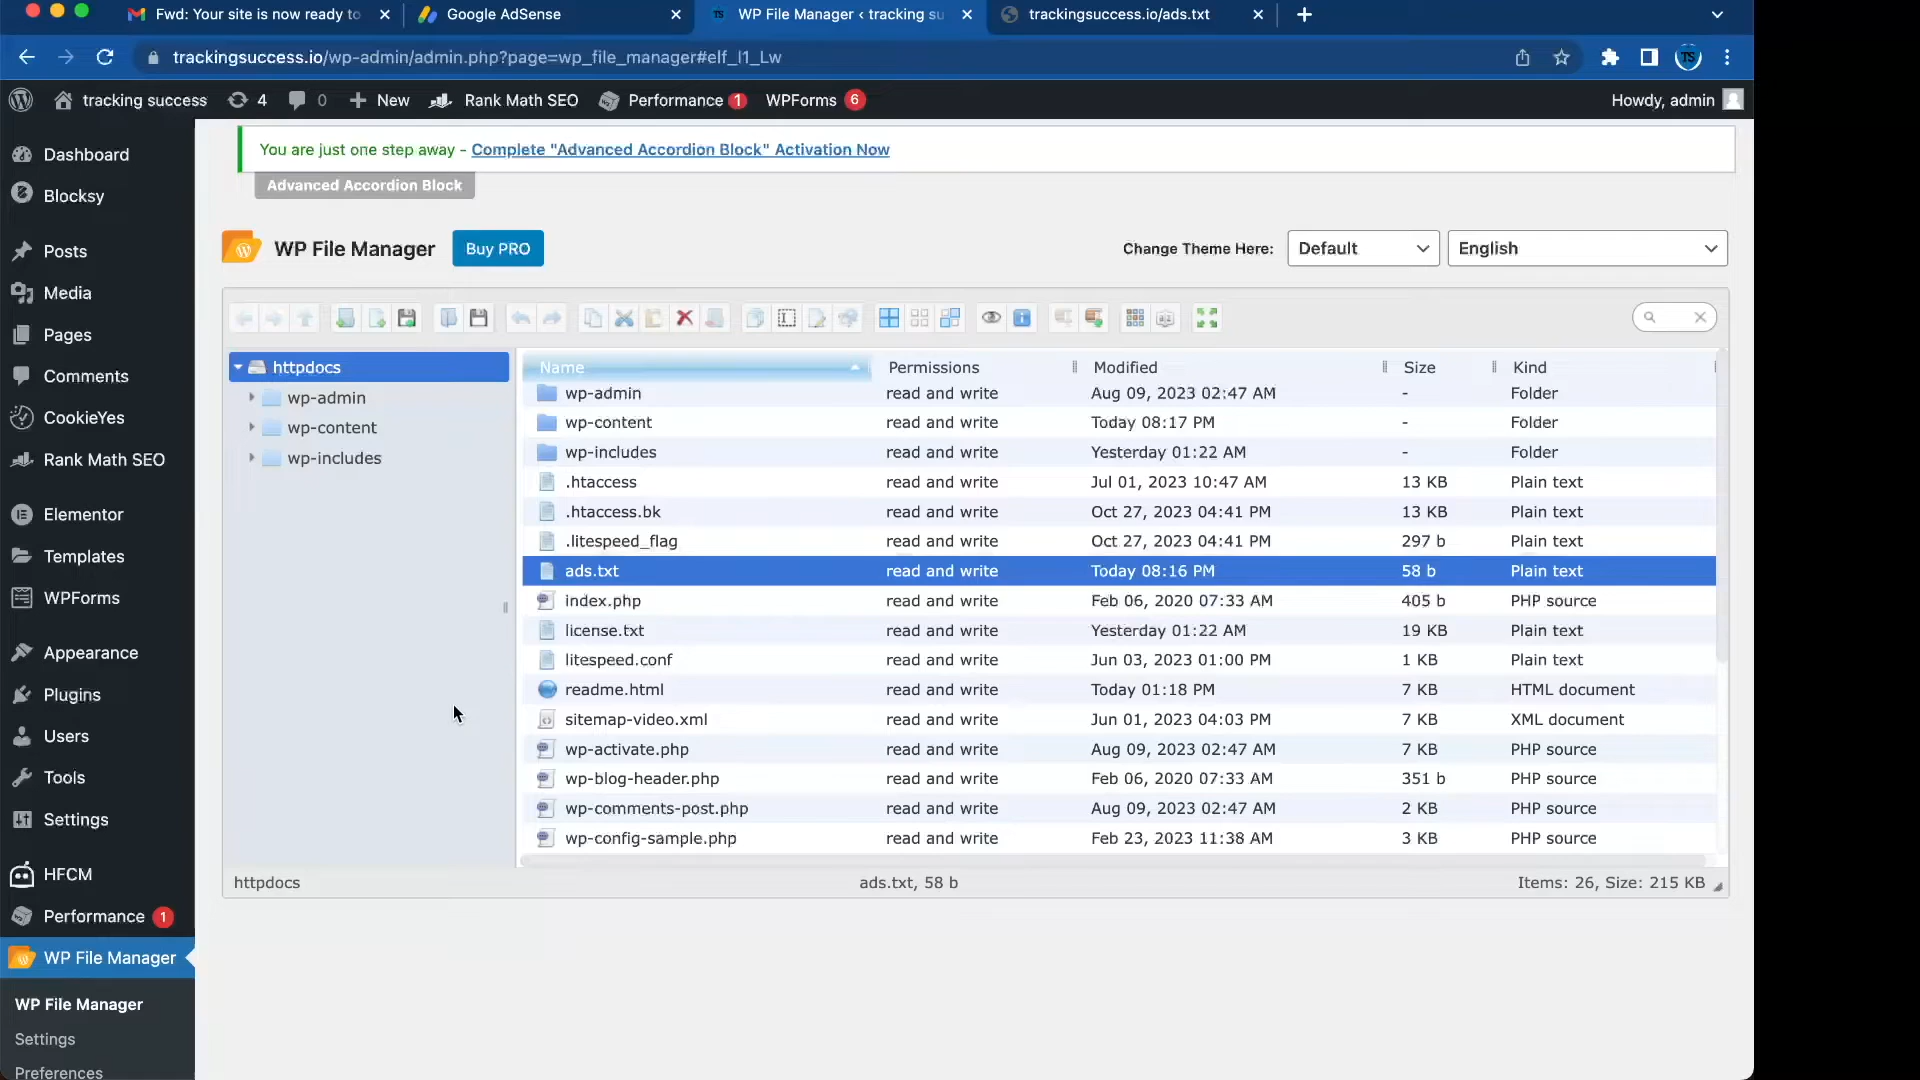 Fwd: Your site is now ready to
Google AdSense
WP File Manager ‹ tracking su
trackingsuccess.io/ads.txt
trackingsuccess.io/wp-admin/admin.php?page=wp_file_manager#elf_l1_Lw
TS
tracking success
4
0
New
Rank Math SEO
Performance 1
WPForms 6
Howdy, admin
You are just one step away - Complete "Advanced Accordion Block" Activation Now
Advanced Accordion Block
Dashboard
Blocksy
Posts
Media
Pages
Comments
CookieYes
Rank Math SEO
Elementor
Templates
WPForms
Appearance
Plugins
Users
Tools
Settings
HFCM
Performance 1
WP File Manager
WP File Manager
Settings
Preferences
WP File Manager
Buy PRO
Change Theme Here:
Default
English
httpdocs
wp-admin
wp-content
wp-includes
Name Permissions Modified Size Kind
wp-admin read and write Aug 09, 2023 02:47 AM - Folder
wp-content read and write Today 08:17 PM - Folder
wp-includes read and write Yesterday 01:22 AM - Folder
.htaccess read and write Jul 01, 2023 10:47 AM 13 KB Plain text
.htaccess.bk read and write Oct 27, 2023 04:41 PM 13 KB Plain text
.litespeed_flag read and write Oct 27, 2023 04:41 PM 297 b Plain text
ads.txt read and write Today 08:16 PM 58 b Plain text
index.php read and write Feb 06, 2020 07:33 AM 405 b PHP source
license.txt read and write Yesterday 01:22 AM 19 KB Plain text
litespeed.conf read and write Jun 03, 2023 01:00 PM 1 KB Plain text
readme.html read and write Today 01:18 PM 7 KB HTML document
sitemap-video.xml read and write Jun 01, 2023 04:03 PM 7 KB XML document
wp-activate.php read and write Aug 09, 2023 02:47 AM 7 KB PHP source
wp-blog-header.php read and write Feb 06, 2020 07:33 AM 351 b PHP source
wp-comments-post.php read and write Aug 09, 2023 02:47 AM 2 KB PHP source
wp-config-sample.php read and write Feb 23, 2023 11:38 AM 3 KB PHP source
httpdocs
ads.txt, 58 b
Items: 26, Size: 215 KB